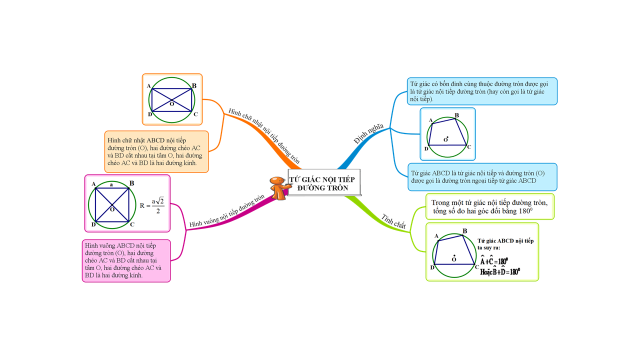 TỨ GIÁC NỘI TIẾP
ĐƯỜNG TRÒN
Định nghĩa
Tứ giác có bốn đỉnh cùng thuộc đường tròn được gọi
là tứ giác nội tiếp đường tròn (hay còn gọi là tứ giác
nội tiếp)
A
B
O
D
C
Tứ giác ABCD là tứ giác nội tiếp và đường tròn (O)
được gọi là đường tròn ngoại tiếp tứ giác ABCD
Tính chất
Trong một tứ giác nội tiếp đường tròn,
tổng số đo hai góc đối bằng 180⁰
A
B
O
D
C
Tứ giác ABCD nội tiếp
ta suy ra:
Â + Ĉ = 180⁰
Hoặc B̂ + D̂ = 180⁰
Hình chữ nhật nội tiếp đường tròn
A
B
O
D
C
Hình chữ nhật ABCD nội tiếp
đường tròn (O), hai đường chéo AC
và BD cắt nhau tại tâm O, hai đường
chéo AC và BD là hai đường kính.
Hình vuông nội tiếp đường tròn
A
a
B
O
D
C
R = a√2/2
Hình vuông ABCD nội tiếp
đường tròn (O), hai đường
chéo AC và BD cắt nhau tại
tâm O, hai đường chéo AC và
BD là hai đường kính.